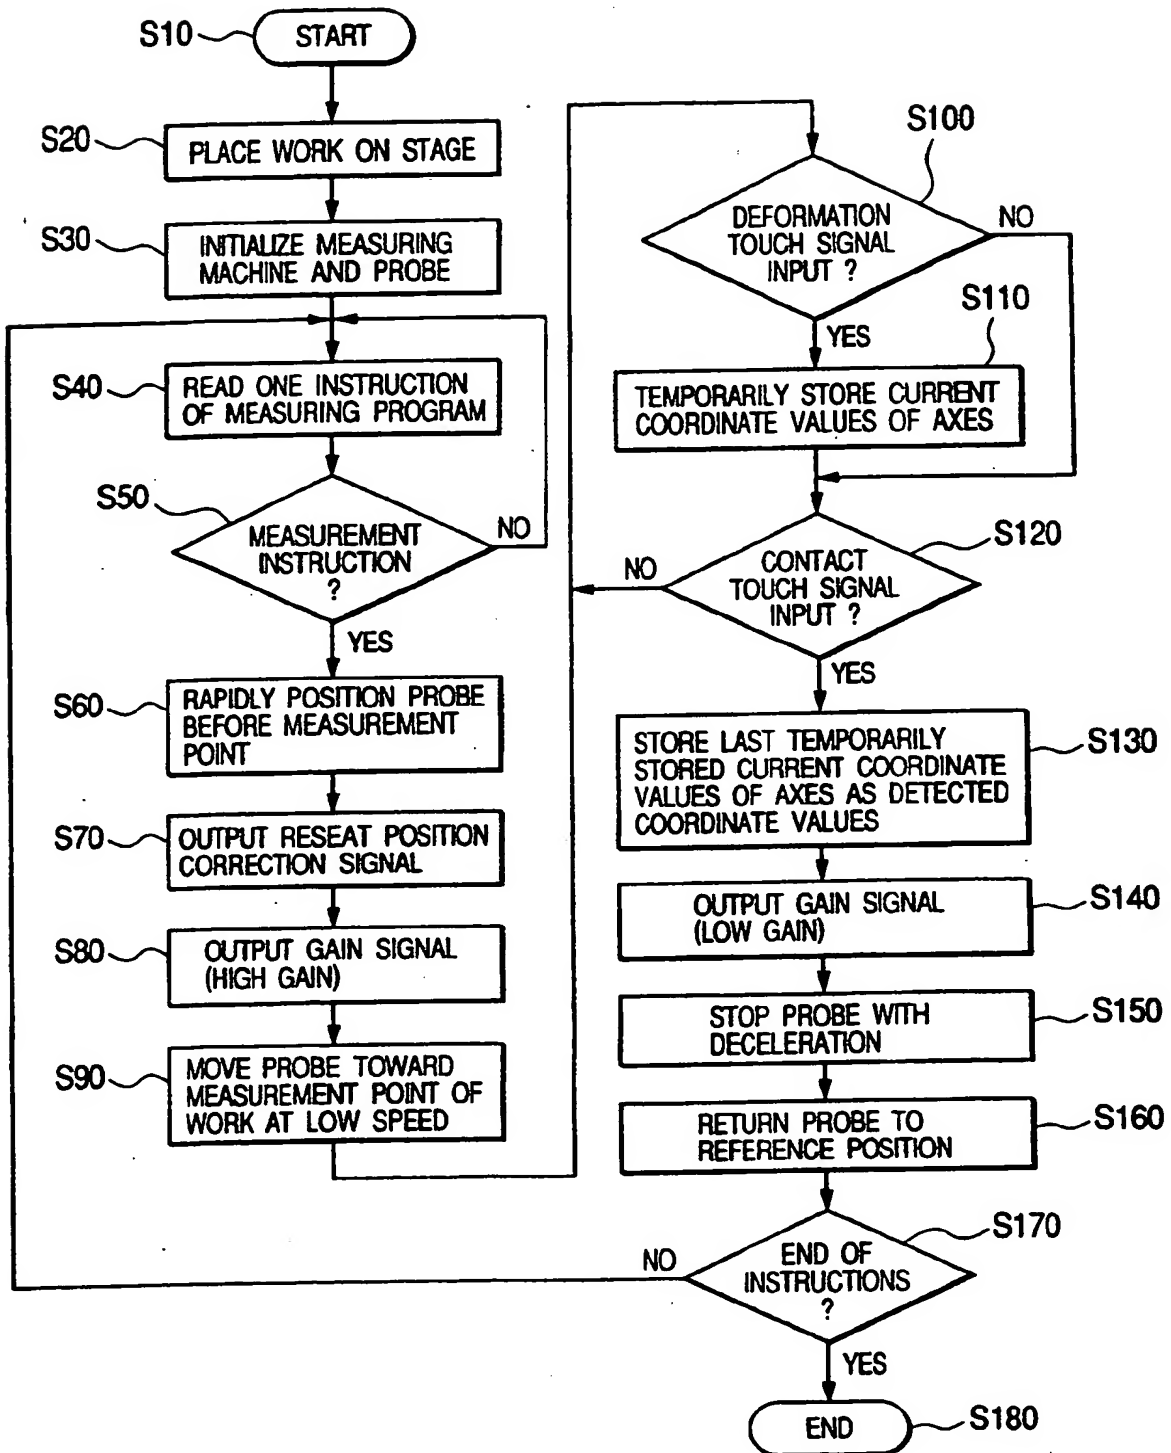 S10
START
S20
PLACE WORK ON STAGE
S30
INITIALIZE MEASURING
MACHINE AND PROBE
S40
READ ONE INSTRUCTION
OF MEASURING PROGRAM
S50
MEASUREMENT
INSTRUCTION
?
NO
YES
S60
RAPIDLY POSITION PROBE
BEFORE MEASUREMENT
POINT
S70
OUTPUT RESEAT POSITION
CORRECTION SIGNAL
S80
OUTPUT GAIN SIGNAL
(HIGH GAIN)
S90
MOVE PROBE TOWARD
MEASUREMENT POINT OF
WORK AT LOW SPEED
S100
DEFORMATION
TOUCH SIGNAL
INPUT ?
NO
YES
S110
TEMPORARILY STORE CURRENT
COORDINATE VALUES OF AXES
S120
CONTACT
TOUCH SIGNAL
INPUT ?
NO
YES
S130
STORE LAST TEMPORARILY
STORED CURRENT COORDINATE
VALUES OF AXES AS DETECTED
COORDINATE VALUES
S140
OUTPUT GAIN SIGNAL
(LOW GAIN)
S150
STOP PROBE WITH
DECELERATION
S160
RETURN PROBE TO
REFERENCE POSITION
S170
END OF
INSTRUCTIONS
?
NO
YES
END
S180